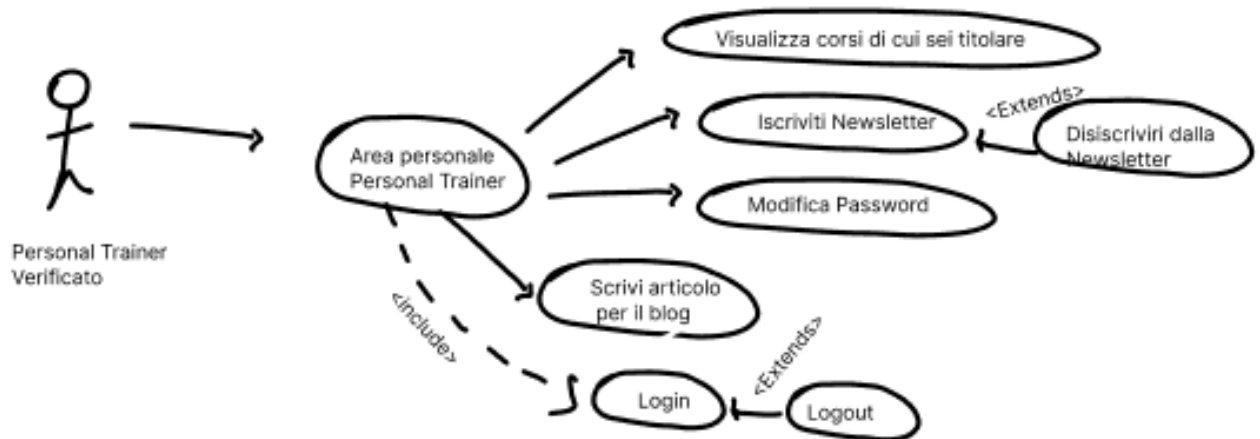 Visualizza corsi di cui sei titolare
<Extends>
Iscriviti Newsletter
Disiscriviri dalla
Newsletter
Area personale
Personal Trainer
Modifica Password
Personal Trainer
Verificato
Scrivi articolo
per il blog
<include>
<Extends>
Login
Logout